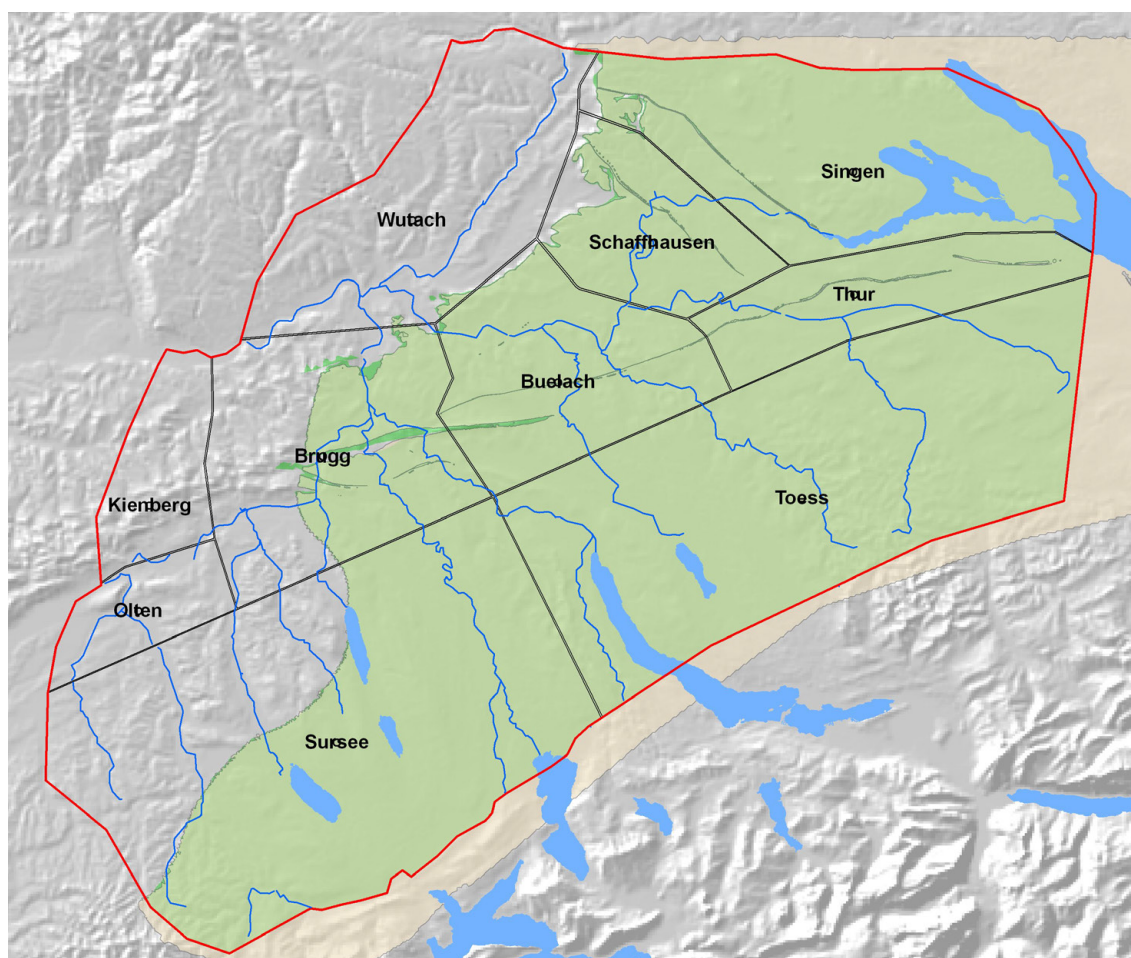 Singen
Wutach
Schaffhausen
Thur
Buelach
Brugg
Toess
Kienberg
Olten
Sursee